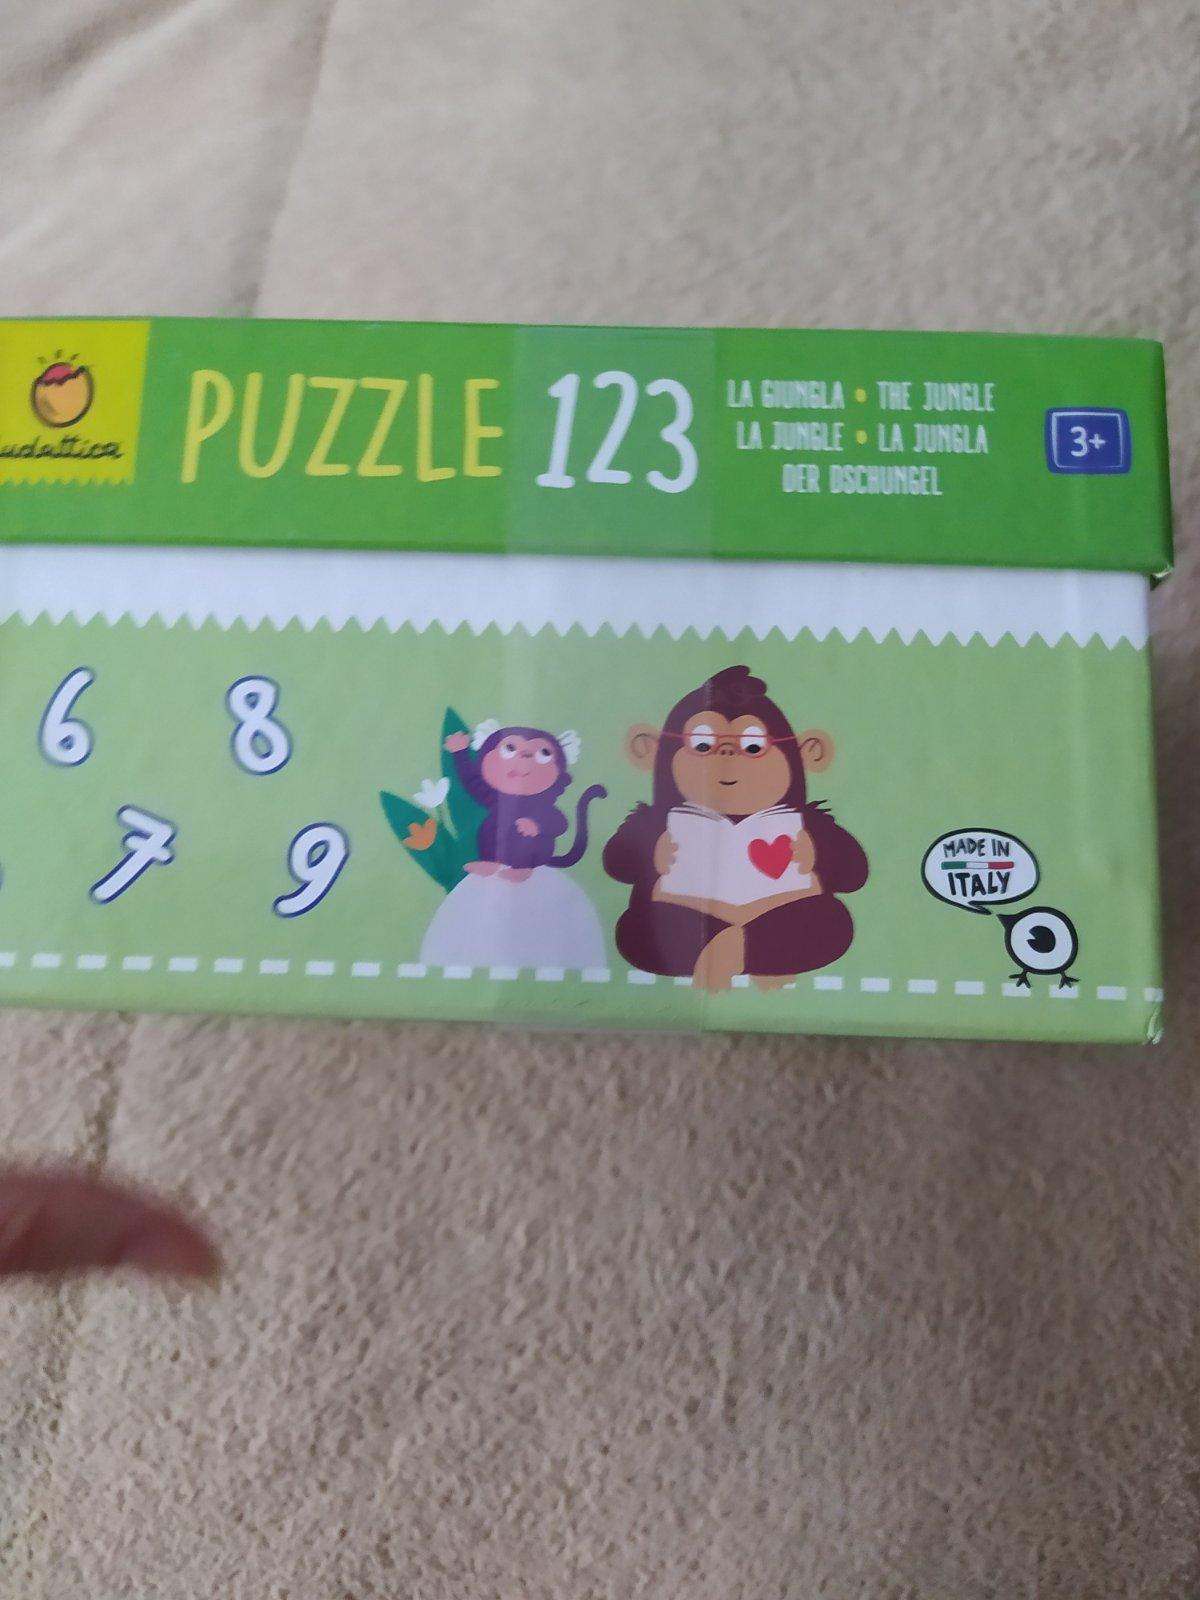 ludattica
PUZZLE 123
LA GIUNGLA • THE JUNGLE
LA JUNGLE • LA JUNGLA
DER DSCHUNGEL
3+
6 8
7 9
MADE IN
ITALY